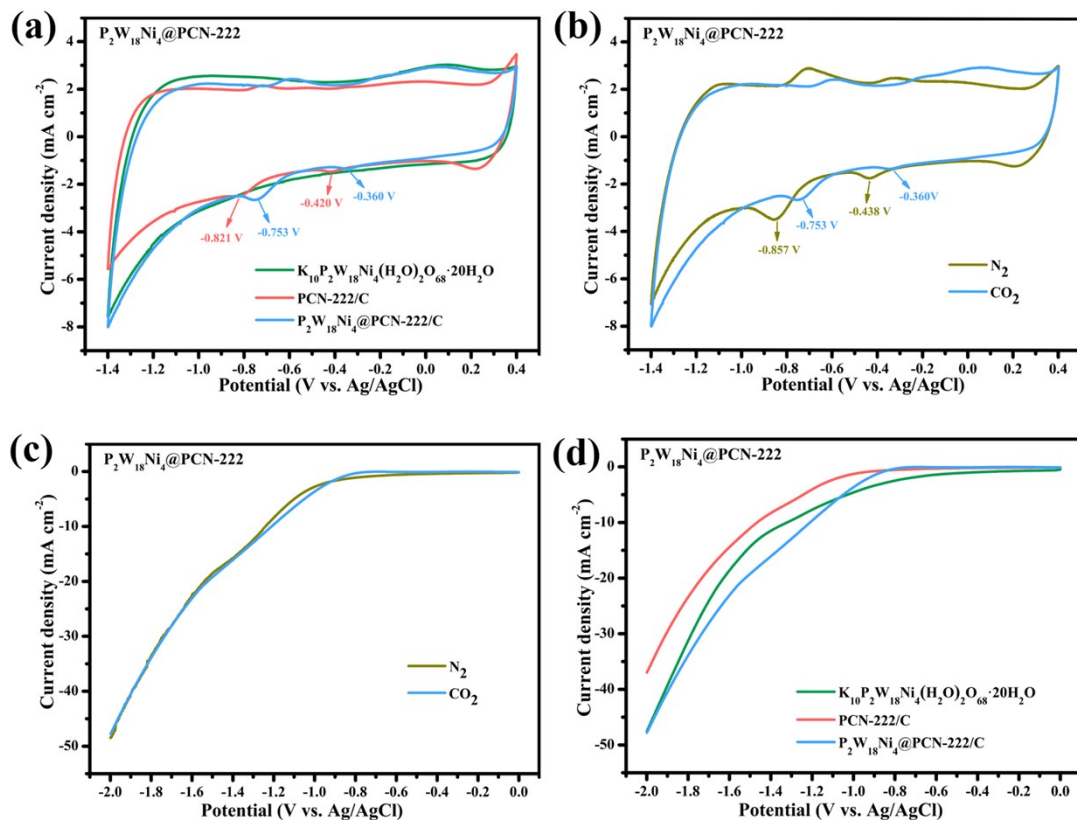 (a)
P₂W₁₈Ni₄@PCN-222
Current density (mA cm⁻²)
4
2
0
-2
-4
-6
-8
-0.821 V
-0.753 V
-0.420 V
-0.360 V
K₁₀P₂W₁₈Ni₄(H₂O)₂O₆₈·20H₂O
PCN-222/C
P₂W₁₈Ni₄@PCN-222/C
-1.4 -1.2 -1.0 -0.8 -0.6 -0.4 -0.2 0.0 0.2 0.4
Potential (V vs. Ag/AgCl)
(b)
P₂W₁₈Ni₄@PCN-222
Current density (mA cm⁻²)
4
2
0
-2
-4
-6
-8
-0.857 V
-0.753 V
-0.438 V
-0.360V
N₂
CO₂
-1.4 -1.2 -1.0 -0.8 -0.6 -0.4 -0.2 0.0 0.2 0.4
Potential (V vs. Ag/AgCl)
(c)
P₂W₁₈Ni₄@PCN-222
Current density (mA cm⁻²)
0
-10
-20
-30
-40
-50
N₂
CO₂
-2.0 -1.8 -1.6 -1.4 -1.2 -1.0 -0.8 -0.6 -0.4 -0.2 0.0
Potential (V vs. Ag/AgCl)
(d)
P₂W₁₈Ni₄@PCN-222
Current density (mA cm⁻²)
0
-10
-20
-30
-40
-50
K₁₀P₂W₁₈Ni₄(H₂O)₂O₆₈·20H₂O
PCN-222/C
P₂W₁₈Ni₄@PCN-222/C
-2.0 -1.8 -1.6 -1.4 -1.2 -1.0 -0.8 -0.6 -0.4 -0.2 0.0
Potential (V vs. Ag/AgCl)